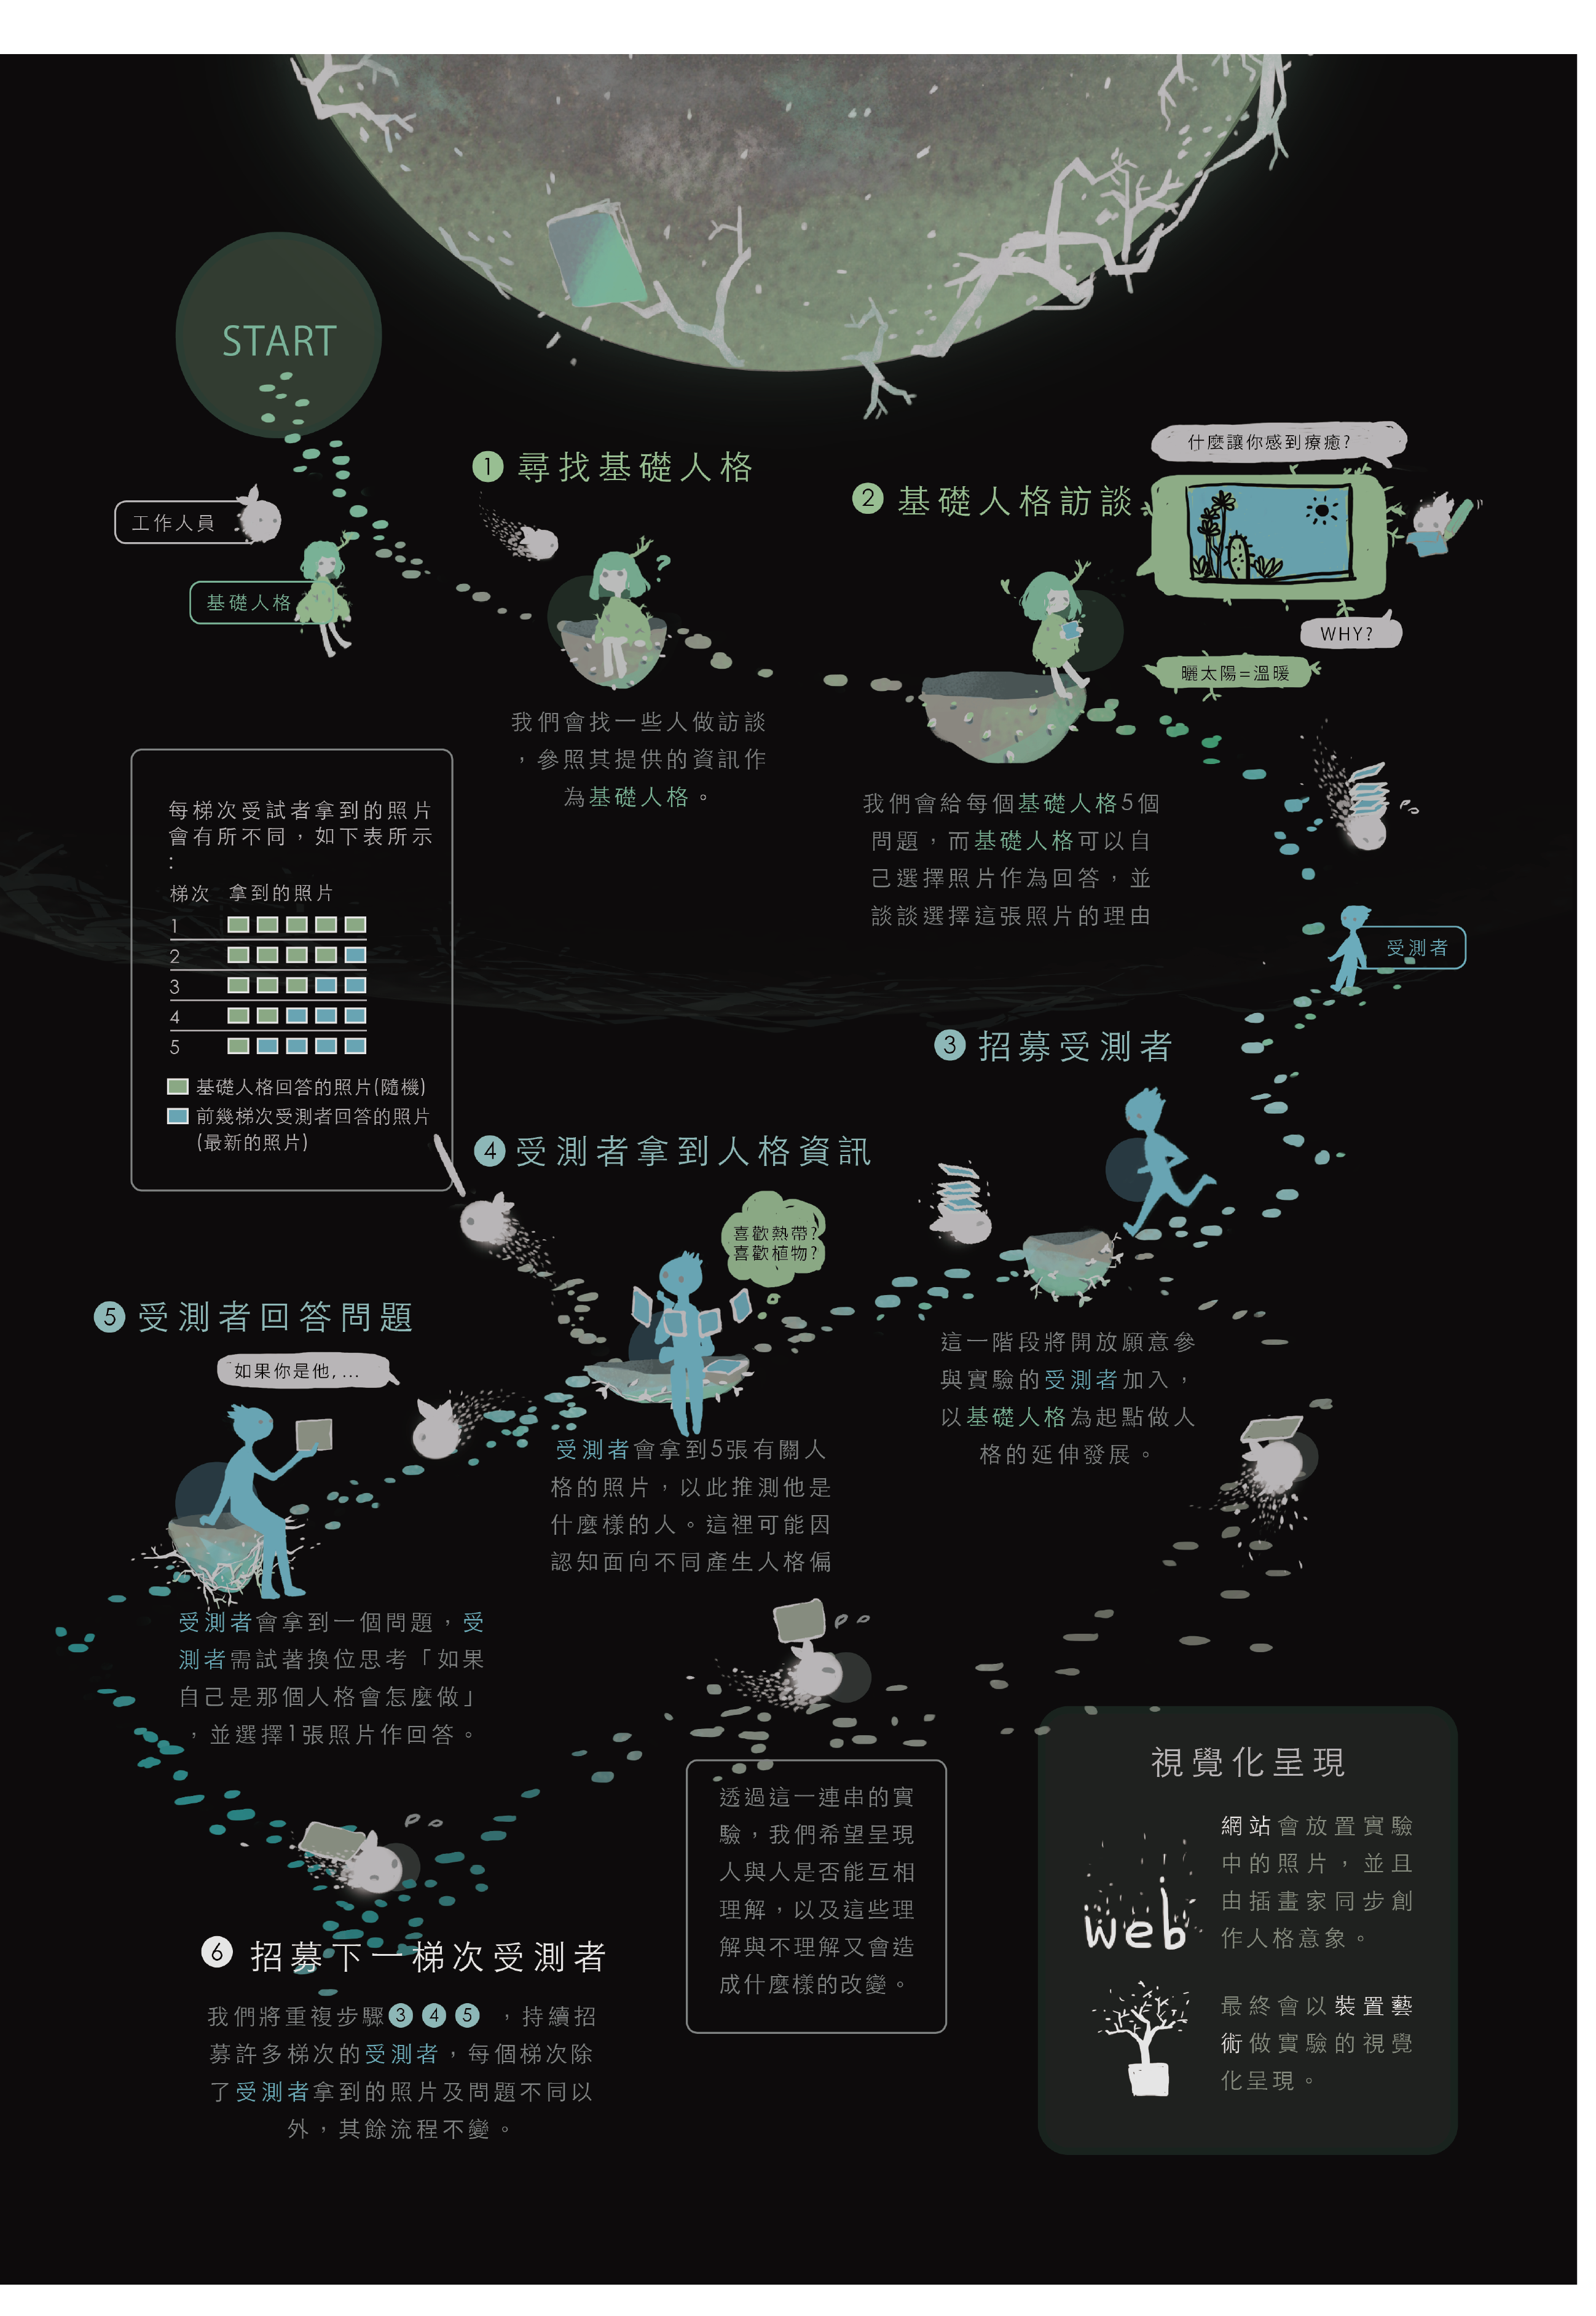 START
工作人員
基礎人格
1 尋找基礎人格
我們會找一些人做訪談
，參照其提供的資訊作
為基礎人格。
2 基礎人格訪談
什麼讓你感到療癒?
WHY?
曬太陽=溫暖
我們會給每個基礎人格5個
問題，而基礎人格可以自
己選擇照片作為回答，並
談談選擇這張照片的理由
受測者
每梯次受試者拿到的照片
會有所不同，如下表所示
:
梯次 拿到的照片
1
2
3
4
5
基礎人格回答的照片(隨機)
前幾梯次受測者回答的照片
(最新的照片)
3 招募受測者
這一階段將開放願意參
與實驗的受測者加入，
以基礎人格為起點做人
格的延伸發展。
4 受測者拿到人格資訊
喜歡熱帶?
喜歡植物?
受測者會拿到5張有關人
格的照片，以此推測他是
什麼樣的人。這裡可能因
認知面向不同產生人格偏
5 受測者回答問題
如果你是他,...
受測者會拿到一個問題，受
測者需試著換位思考「如果
自己是那個人格會怎麼做」
，並選擇1張照片作回答。
6 招募下一梯次受測者
我們將重複步驟3 4 5 ，持續招
募許多梯次的受測者，每個梯次除
了受測者拿到的照片及問題不同以
外，其餘流程不變。
透過這一連串的實
驗，我們希望呈現
人與人是否能互相
理解，以及這些理
解與不理解又會造
成什麼樣的改變。
視覺化呈現
web
網站會放置實驗
中的照片，並且
由插畫家同步創
作人格意象。
最終會以裝置藝
術做實驗的視覺
化呈現。